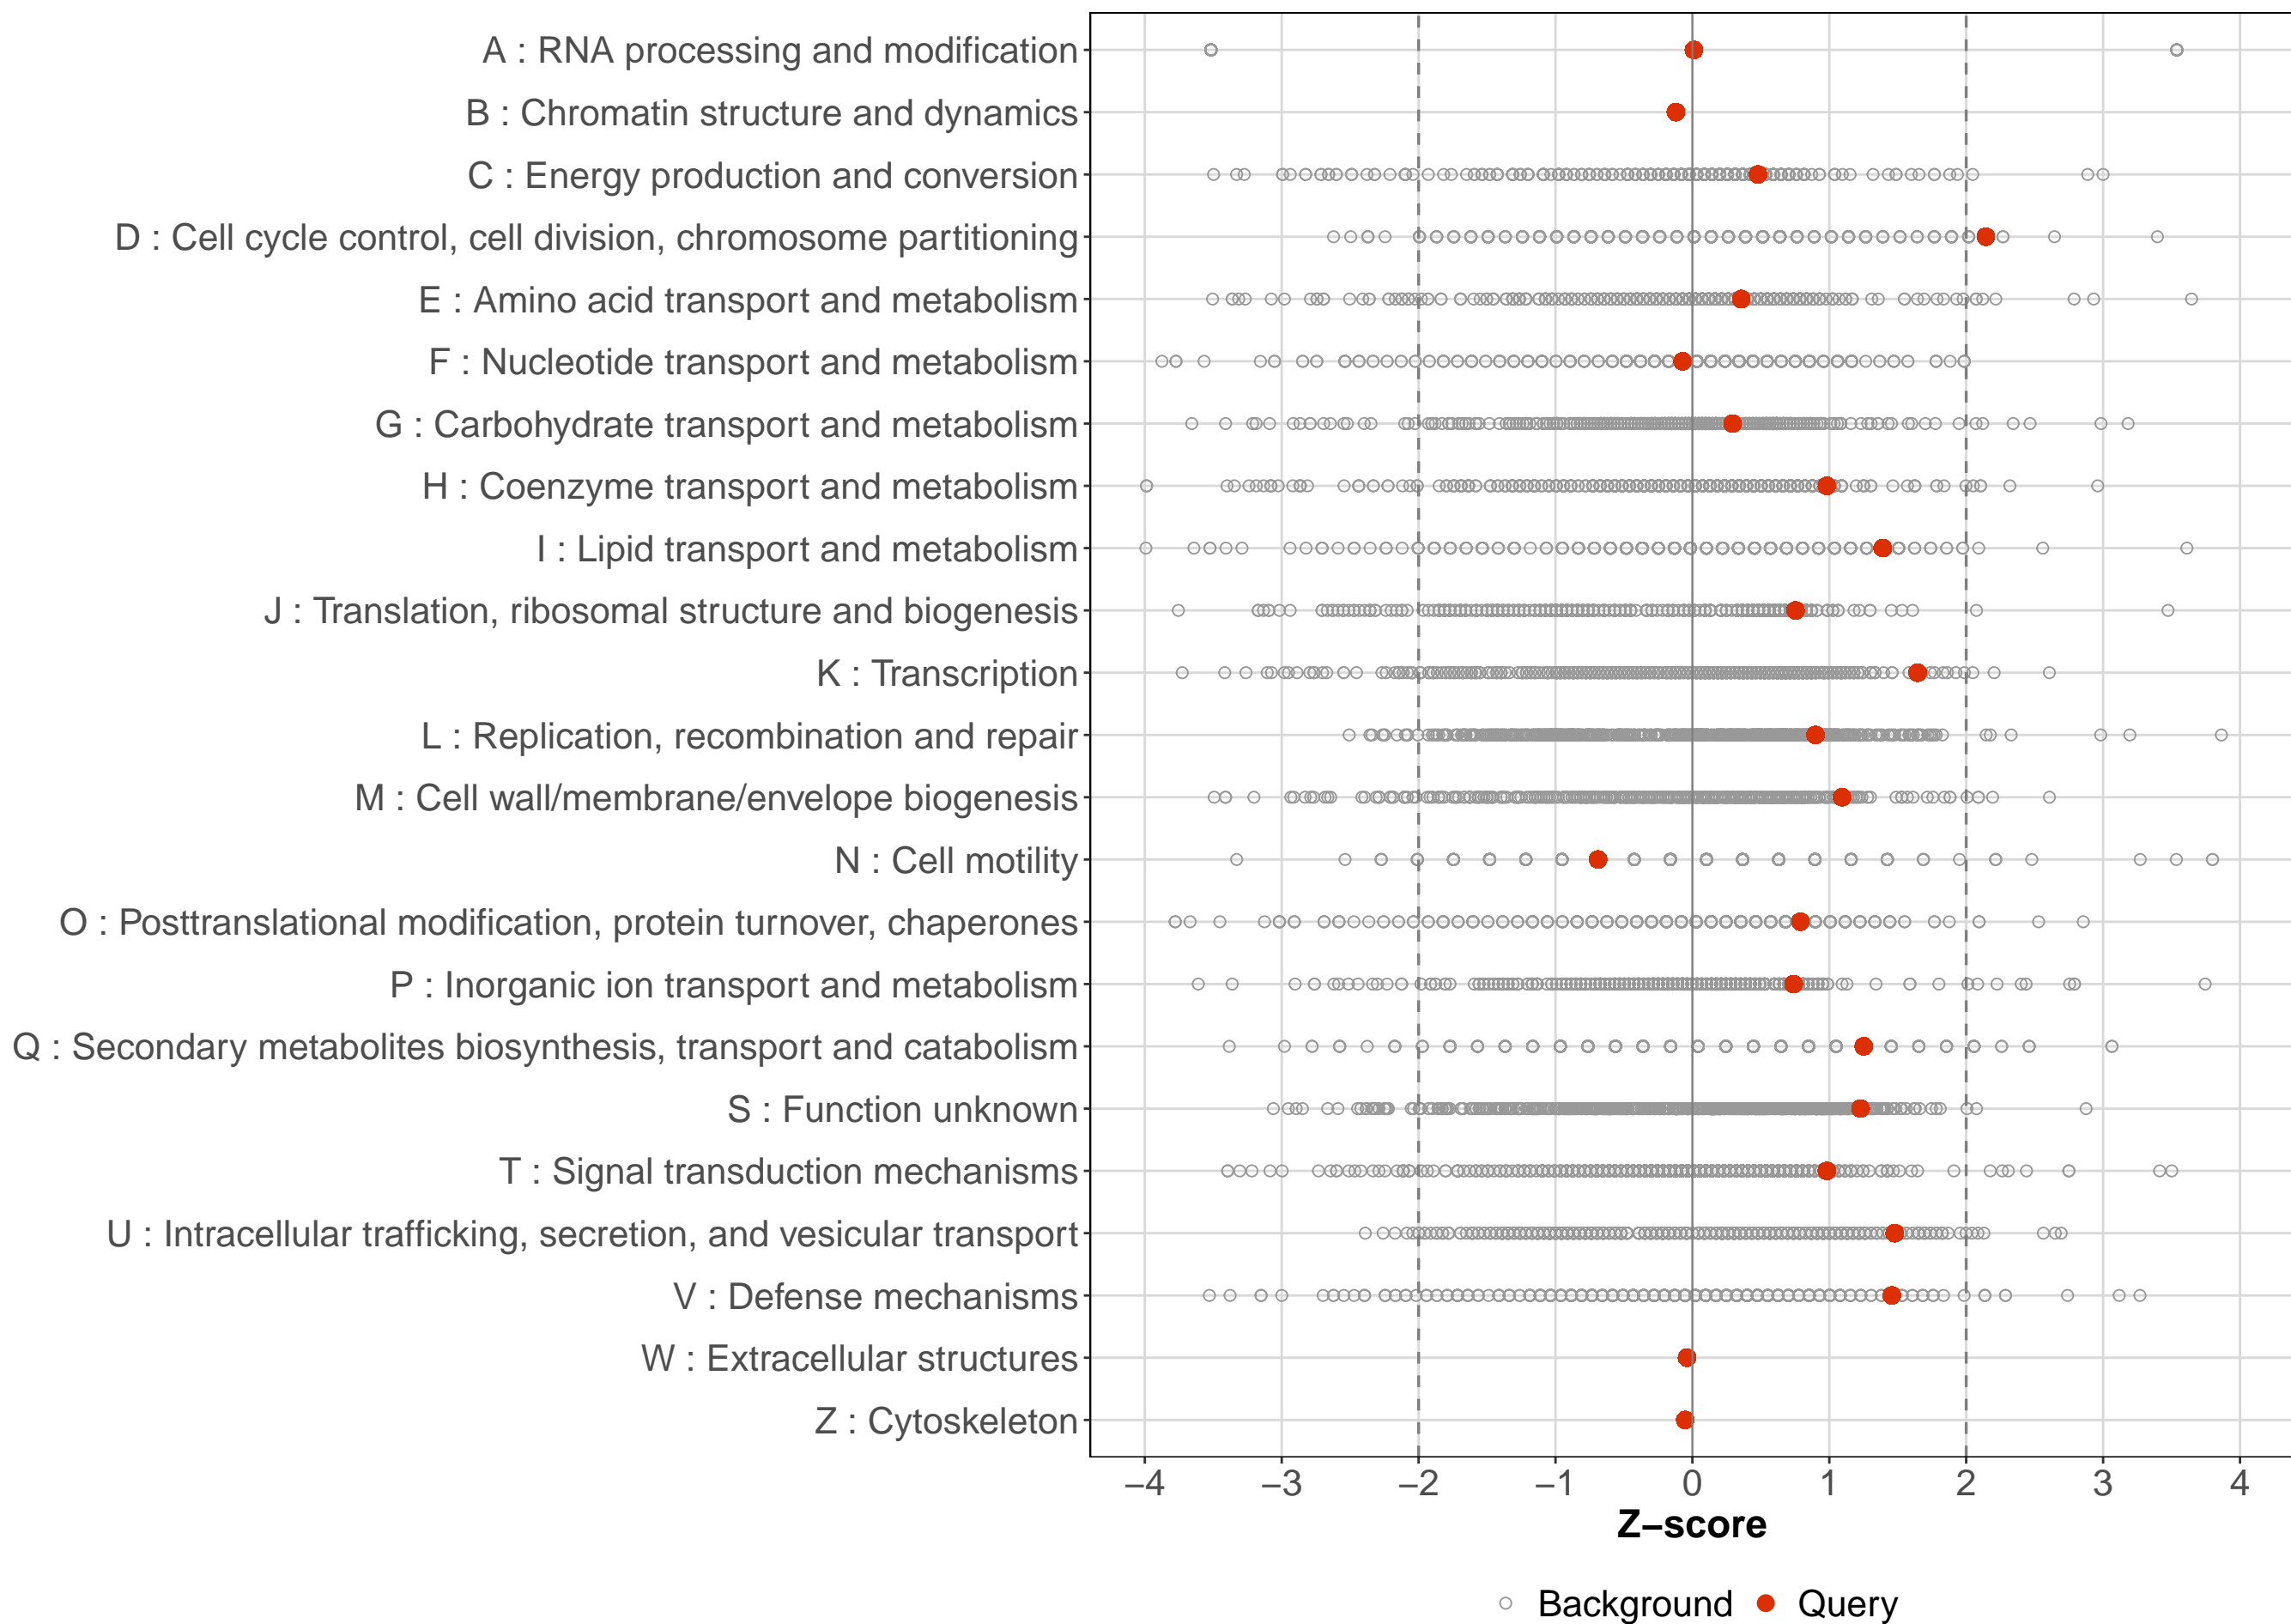 A : RNA processing and modification
B : Chromatin structure and dynamics
C : Energy production and conversion
D : Cell cycle control, cell division, chromosome partitioning
E : Amino acid transport and metabolism
F : Nucleotide transport and metabolism
G : Carbohydrate transport and metabolism
H : Coenzyme transport and metabolism
I : Lipid transport and metabolism
J : Translation, ribosomal structure and biogenesis
K : Transcription
L : Replication, recombination and repair
M : Cell wall/membrane/envelope biogenesis
N : Cell motility
O : Posttranslational modification, protein turnover, chaperones
P : Inorganic ion transport and metabolism
Q : Secondary metabolites biosynthesis, transport and catabolism
S : Function unknown
T : Signal transduction mechanisms
U : Intracellular trafficking, secretion, and vesicular transport
V : Defense mechanisms
W : Extracellular structures
Z : Cytoskeleton
−4 −3 −2 −1 0 1 2 3 4
Z−score
Background Query